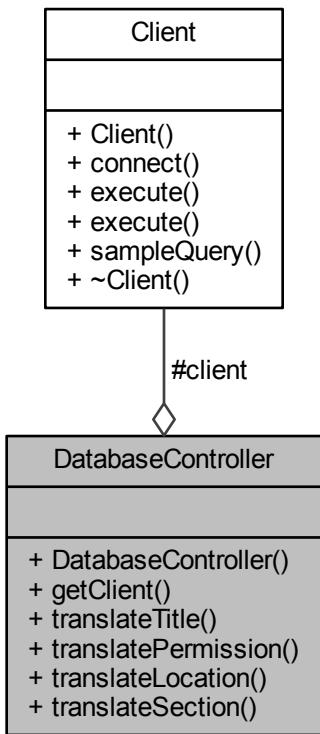 Client
+ Client()
+ connect()
+ execute()
+ execute()
+ sampleQuery()
+ ~Client()
#client
DatabaseController
+ DatabaseController()
+ getClient()
+ translateTitle()
+ translatePermission()
+ translateLocation()
+ translateSection()